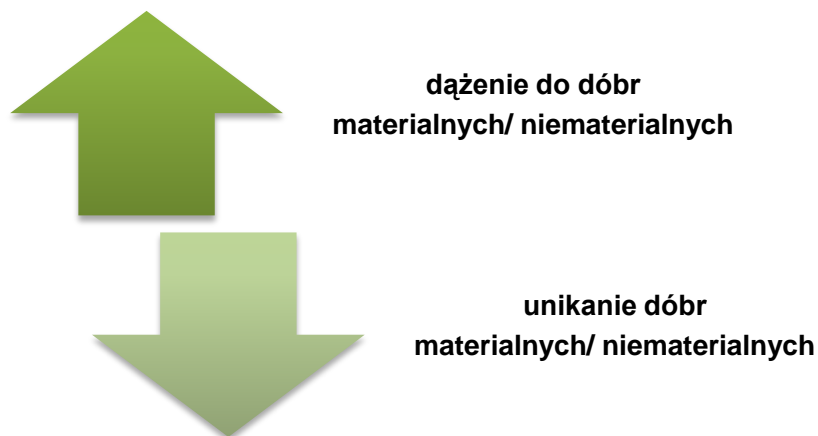 dążenie do dóbr
materialnych/ niematerialnych
unikanie dóbr
materialnych/ niematerialnych